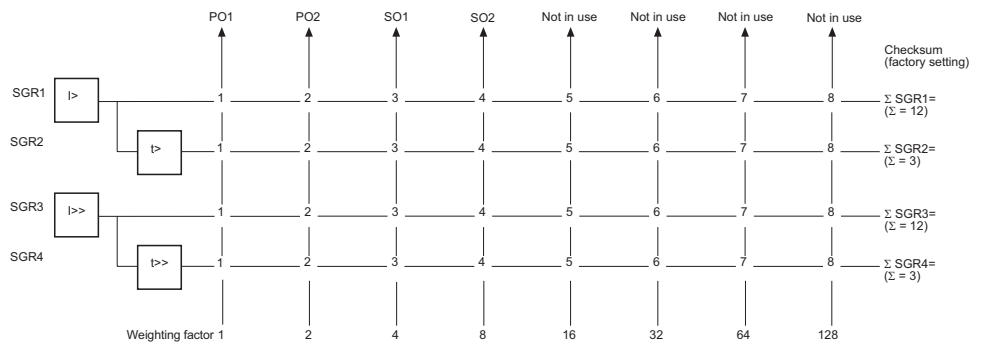 PO1 PO2 SO1 SO2 Not in use Not in use Not in use Not in use
Checksum
(factory setting)
SGR1 I> 1 2 3 4 5 6 7 8 Σ SGR1=
(Σ = 12)
SGR2 t> 1 2 3 4 5 6 7 8 Σ SGR2=
(Σ = 3)
SGR3 I>> 1 2 3 4 5 6 7 8 Σ SGR3=
(Σ = 12)
SGR4 t>> 1 2 3 4 5 6 7 8 Σ SGR4=
(Σ = 3)
Weighting factor 1 2 4 8 16 32 64 128